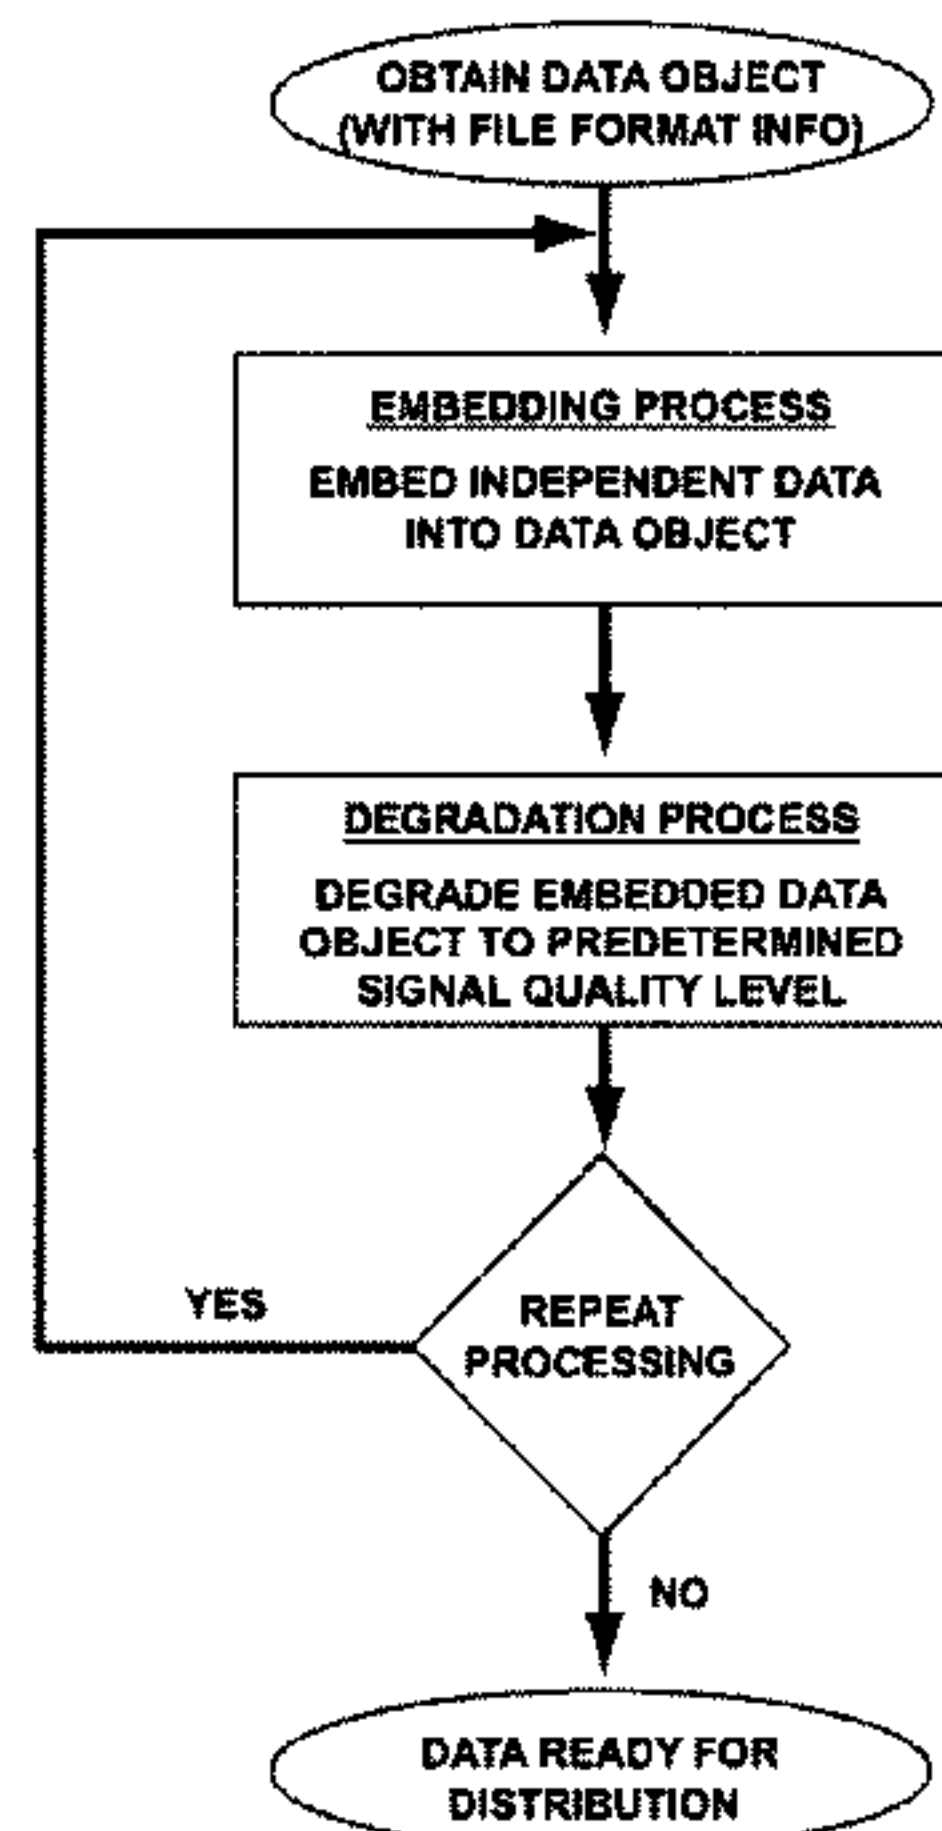 OBTAIN DATA OBJECT
(WITH FILE FORMAT INFO)
EMBEDDING PROCESS
EMBED INDEPENDENT DATA
INTO DATA OBJECT
DEGRADATION PROCESS
DEGRADE EMBEDDED DATA
OBJECT TO PREDETERMINED
SIGNAL QUALITY LEVEL
YES
REPEAT
PROCESSING
NO
DATA READY FOR
DISTRIBUTION